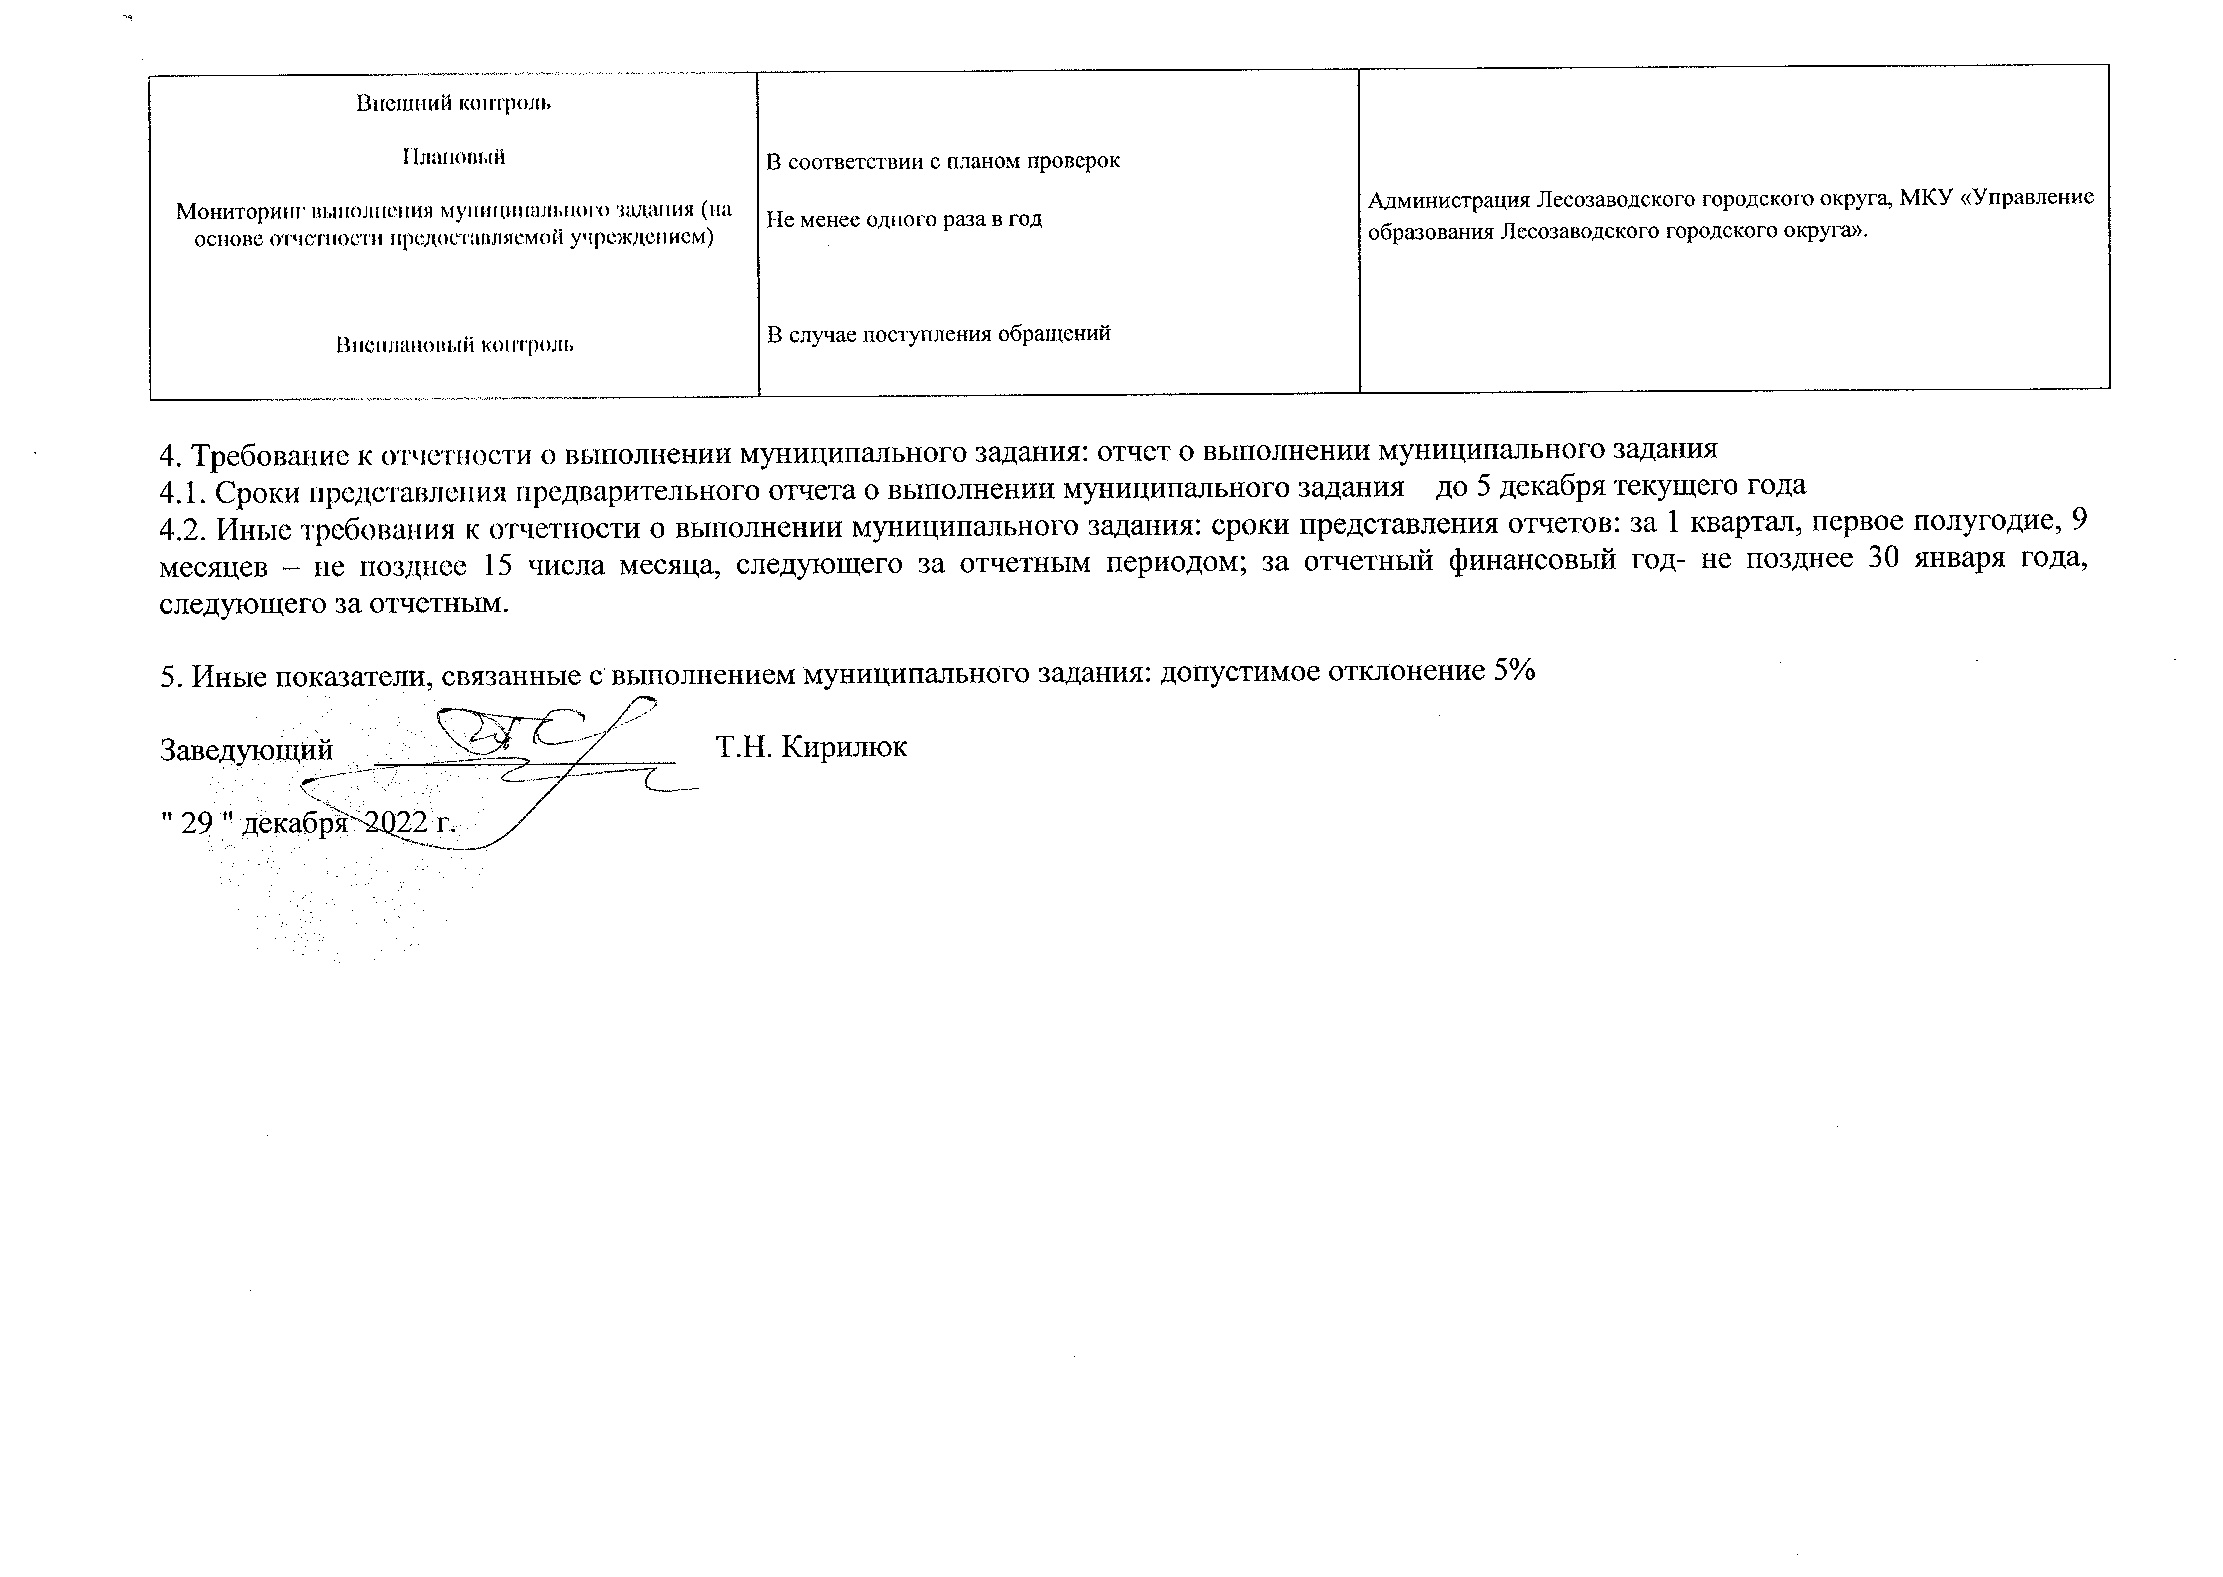 Внешний контроль
Плановый
Мониторинг выполнения муниципального задания (на
основе отчетности предоставляемой учреждением)
Внеплановый контроль
В соответствии с планом проверок
Не менее одного раза в год
В случае поступления обращений
Администрация Лесозаводского городского округа, МКУ «Управление
образования Лесозаводского городского округа».
4. Требование к отчетности о выполнении муниципального задания: отчет о выполнении муниципального задания
4.1. Сроки представления предварительного отчета о выполнении муниципального задания до 5 декабря текущего года
4.2. Иные требования к отчетности о выполнении муниципального задания: сроки представления отчетов: за 1 квартал, первое полугодие, 9
месяцев – не позднее 15 числа месяца, следующего за отчетным периодом; за отчетный финансовый год- не позднее 30 января года,
следующего за отчетным.
5. Иные показатели, связанные с выполнением муниципального задания: допустимое отклонение 5%
Заведующий Т.Н. Кирилюк
" 29 " декабря 2022 г.